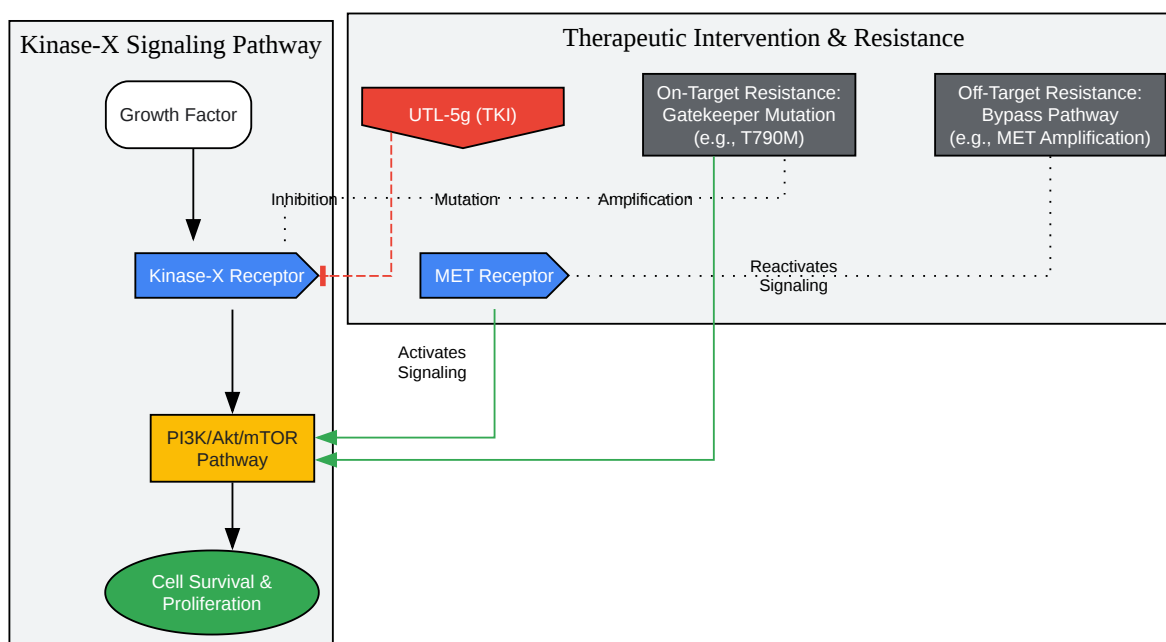 Kinase-X Signaling Pathway
Therapeutic Intervention & Resistance
Growth Factor
UTL-5g (TKI)
On-Target Resistance:
Gatekeeper Mutation
(e.g., T790M)
Off-Target Resistance:
Bypass Pathway
(e.g., MET Amplification)
Inhibition
Mutation
Amplification
Kinase-X Receptor
MET Receptor
Reactivates
Signaling
Activates
Signaling
PI3K/Akt/mTOR
Pathway
Cell Survival &
Proliferation